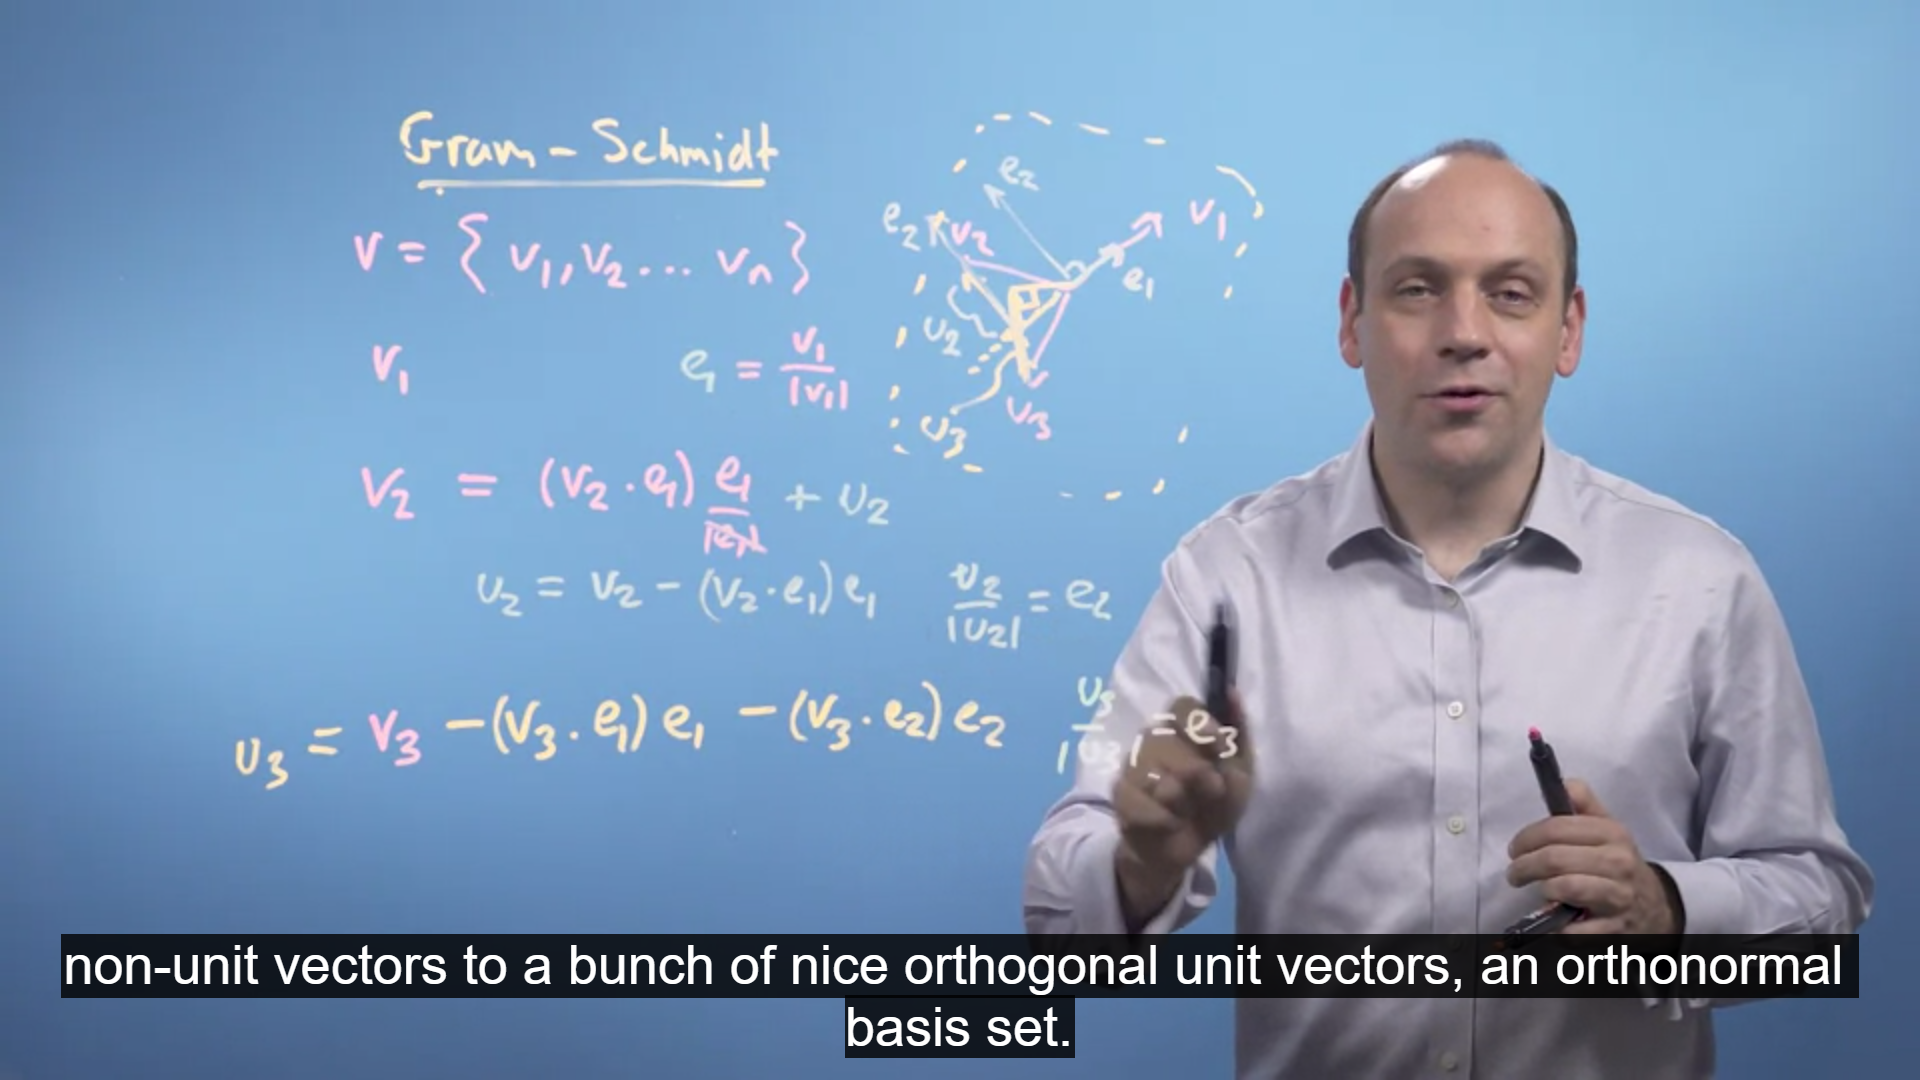 Gram - Schmidt
v = { v1, v2 ... vn }
v1 e1 = v1 / |v1|
v2 = (v2 . e1) e1 / |e1| + u2
u2 = v2 - (v2 . e1) e1 u2 / |u2| = e2
u3 = v3 - (v3 . e1) e1 - (v3 . e2) e2 u3 / |u3| = e3
e2
e2 v2 v1
e1
u2
u3 v3
non-unit vectors to a bunch of nice orthogonal unit vectors, an orthonormal
basis set.